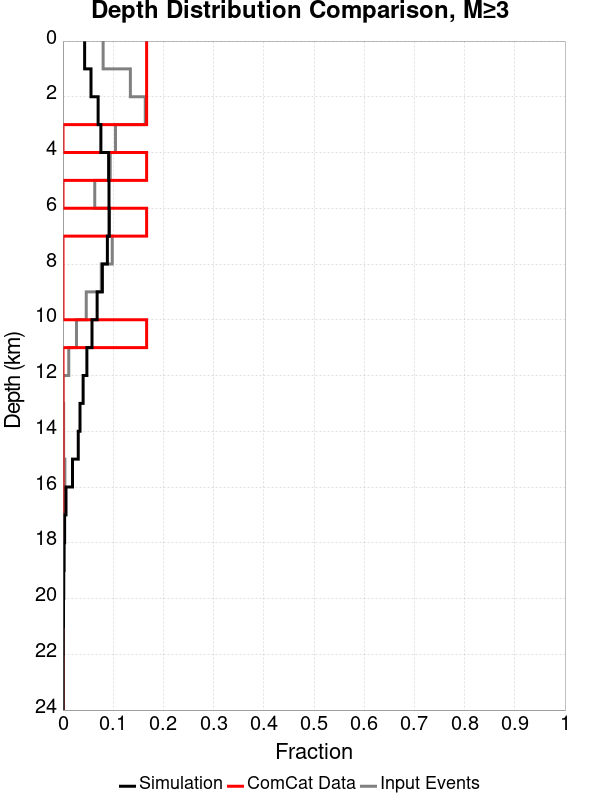 Depth Distribution Comparison, M≥3
0
2
4
6
8
10
12
14
16
18
20
22
24
Depth (km)
0 0.1 0.2 0.3 0.4 0.5 0.6 0.7 0.8 0.9 1
Fraction
Simulation ComCat Data Input Events